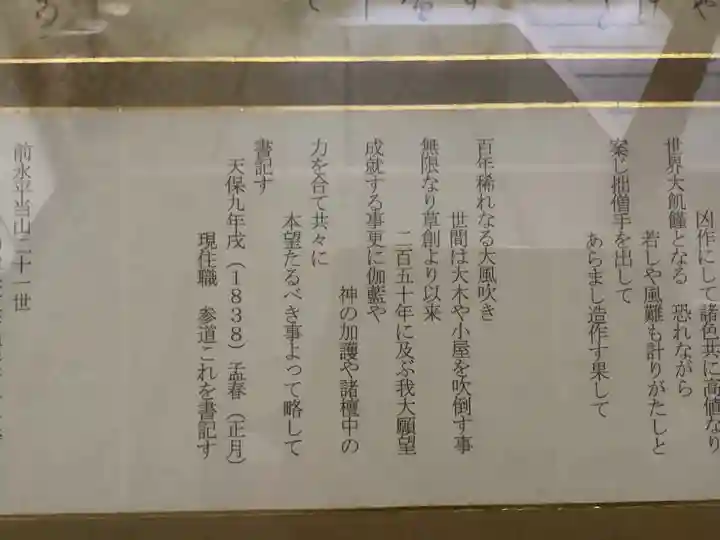 凶作にして諸色共に高値なり
世界大飢饉となる　恐れながら
若しや風難も計りがたしと
案じ拙僧手を出して
あらまし造作す果して
百年稀れなる大風吹き
世間は大木や小屋を吹倒す事
無限なり草創より以来
二百五十年に及ぶ我大願望
成就する事更に伽藍や
神の加護や諸檀中の
力を合て共々に
本望たるべき事よって略して
書記す
天保九年戌（１８３８）孟春（正月）
現住職　参道これを書記す
前永平当山二十一世